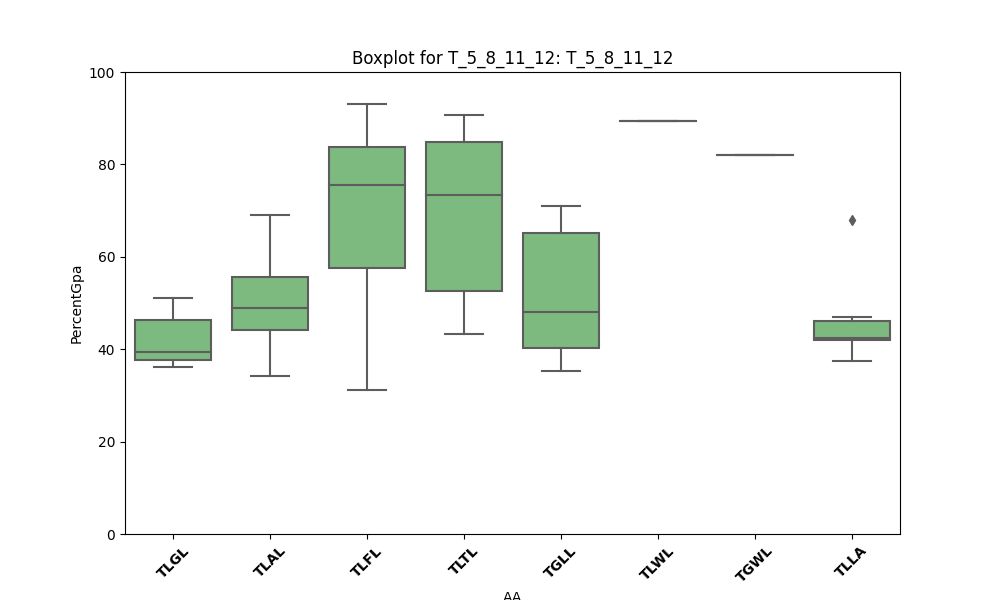 Boxplot for T_5_8_11_12: T_5_8_11_12
100
80
60
40
20
0
PercentGpa
TLGL TLAL TLFL TLTL TGLL TLWL TGWL TLLA
AA